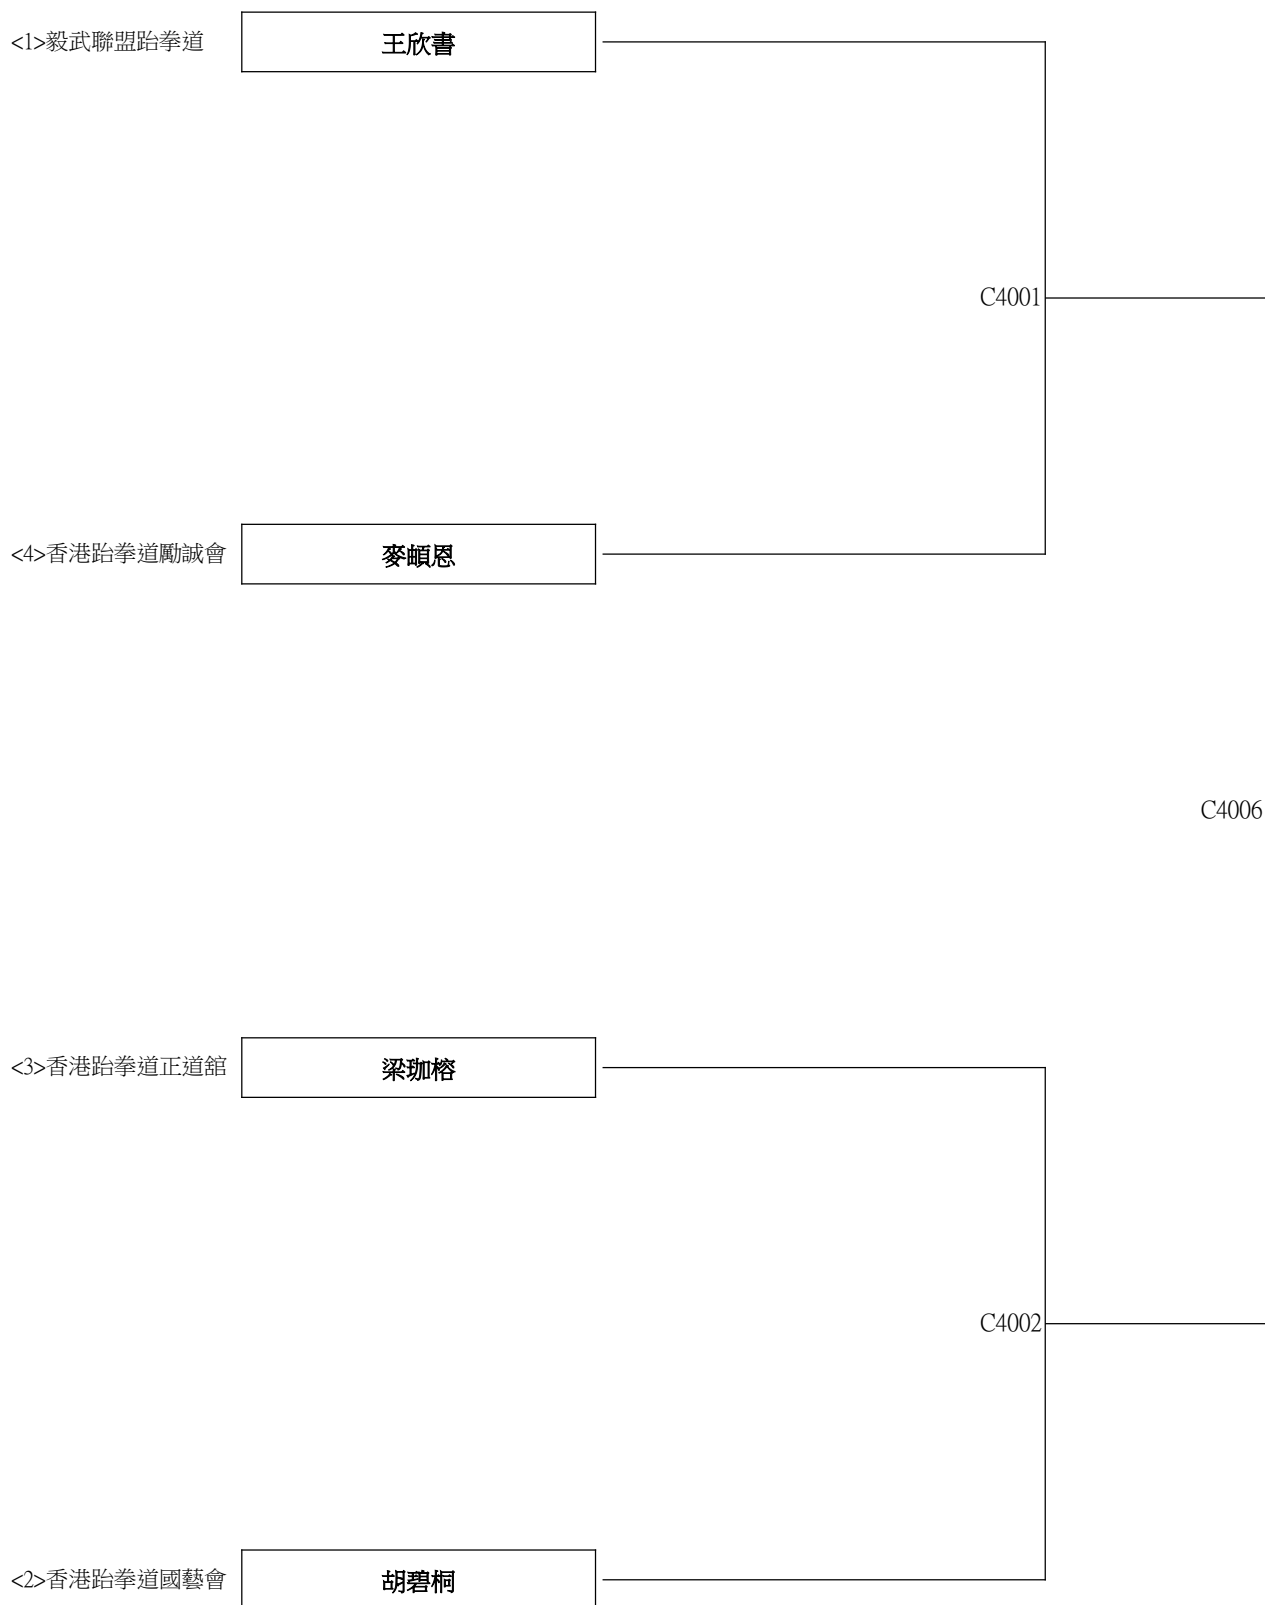 <1>毅武聯盟跆拳道 王欣書
C4001
<4>香港跆拳道勵誠會 麥頔恩
C4006
<3>香港跆拳道正道舘 梁珈榕
C4002
<2>香港跆拳道國藝會 胡碧桐